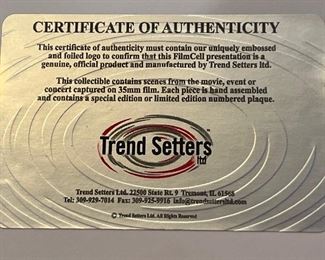 CERTIFICATE OF AUTHENTICITY
This certificate of authenticity must contain our uniquely embossed
and foiled logo to confirm that this FilmCell presentation is a
genuine, official product and manufactured by Trend Setters ltd.
This collectible contains scenes from the movie, event or
concert captured on 35mm film. Each piece is hand assembled
and contains a special edition or limited edition numbered plaque.
Trend Setters
ltd
Trend Setters Ltd. 22500 State Rt. 9 Tremont, IL 61568
Tel: 309-929-7014 Fax: 309-925-9916 info@trendsettersltd.com
© Trend Setters Ltd. All Rights Reserved